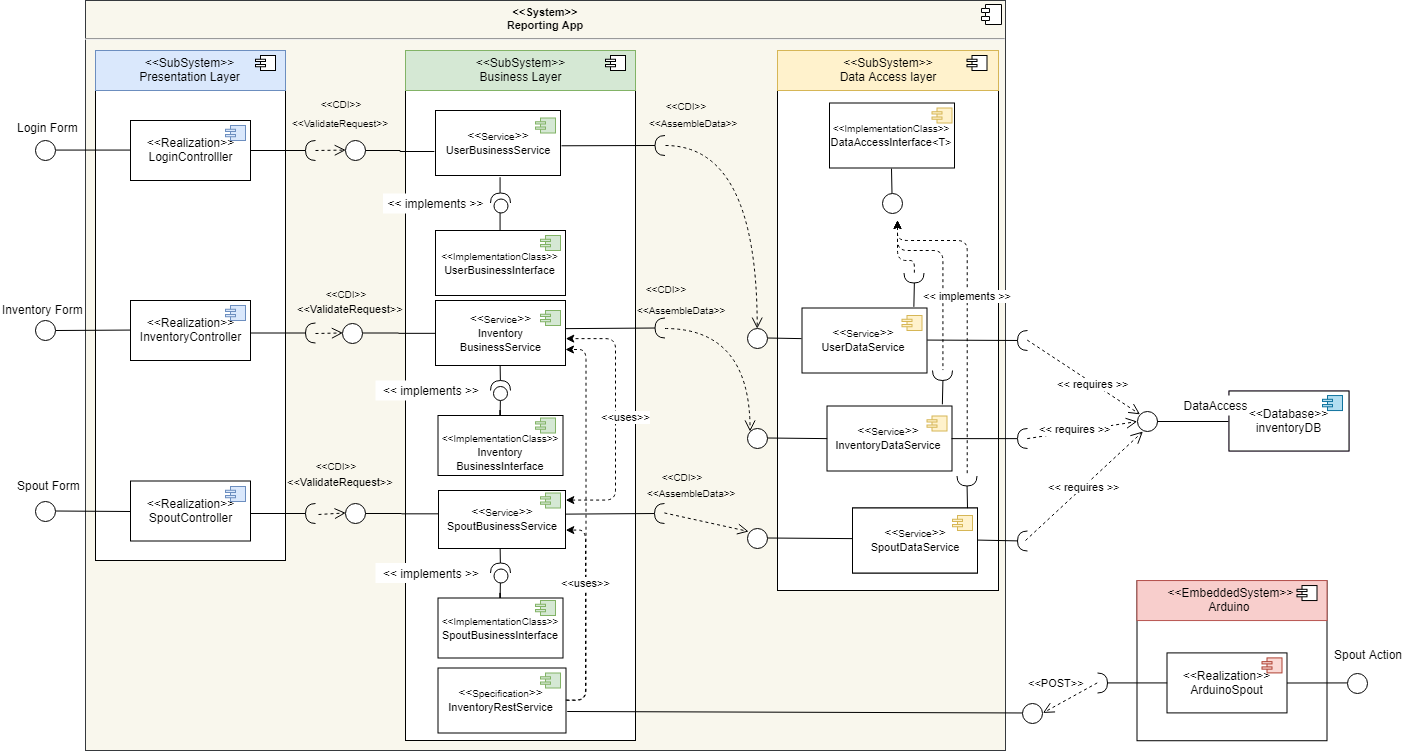 <<System>>
Reporting App
<<SubSystem>>
Presentation Layer
<<SubSystem>>
Business Layer
<<SubSystem>>
Data Access layer
Login Form
<<Realization>>
LoginControlller
<<CDI>>
<<ValidateRequest>>
<<Service>>
UserBusinessService
<<CDI>>
<<AssembleData>>
<<ImplementationClass>>
DataAccessInterface<T>
<< implements >>
<<ImplementationClass>>
UserBusinessInterface
Inventory Form
<<Realization>>
InventoryController
<<CDI>>
<<ValidateRequest>>
<<Service>>
Inventory
BusinessService
<<CDI>>
<<AssembleData>>
<< implements >>
<<Service>>
UserDataService
<< implements >>
<<ImplementationClass>>
Inventory
BusinessInterface
<<uses>>
<<Service>>
InventoryDataService
<< requires >>
<< requires >>
<< requires >>
DataAccess
<<Database>>
inventoryDB
Spout Form
<<Realization>>
SpoutController
<<CDI>>
<<ValidateRequest>>
<<Service>>
SpoutBusinessService
<<CDI>>
<<AssembleData>>
<<Service>>
SpoutDataService
<< implements >>
<<uses>>
<<ImplementationClass>>
SpoutBusinessInterface
<<Specification>>
InventoryRestService
<<EmbeddedSystem>>
Arduino
<<POST>>
<<Realization>>
ArduinoSpout
Spout Action